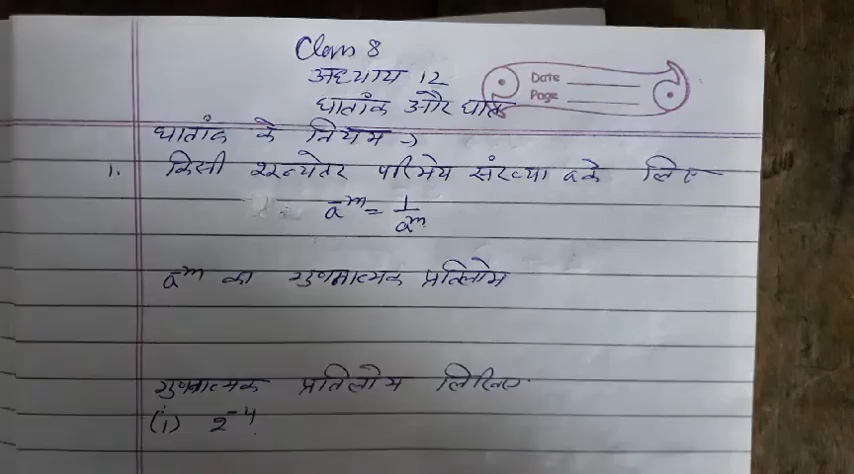 Class 8
अध्याय 12
घातांक और घात
Date
Page
घातांक के नियम →
1. किसी शून्येतर परिमेय संख्या a के लिए
a⁻ᵐ = 1/aᵐ
a⁻ᵐ का गुणात्मक प्रतिलोम
गुणात्मक प्रतिलोम लिखिए
(i) 2⁻⁴